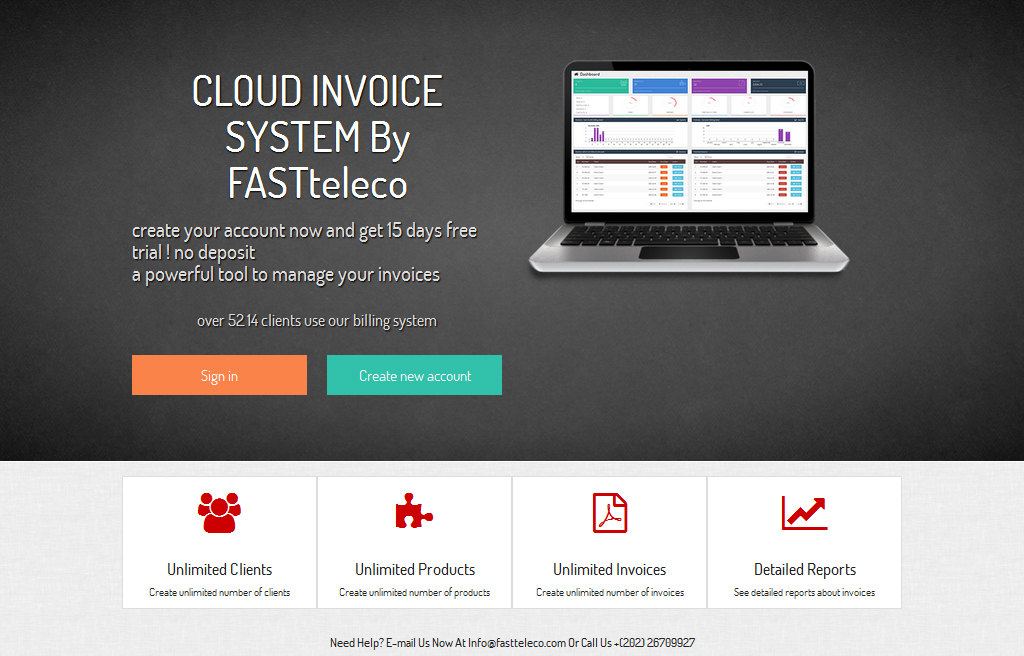 CLOUD INVOICE
SYSTEM By
FASTteleco
create your account now and get 15 days free
trial ! no deposit
a powerful tool to manage your invoices
over 52.14 clients use our billing system
Sign in
Create new account
Dashboard
Unlimited Clients
Create unlimited number of clients
Unlimited Products
Create unlimited number of products
Unlimited Invoices
Create unlimited number of invoices
Detailed Reports
See detailed reports about invoices
Need Help? E-mail Us Now At Info@fastteleco.com Or Call Us +(202) 26709927